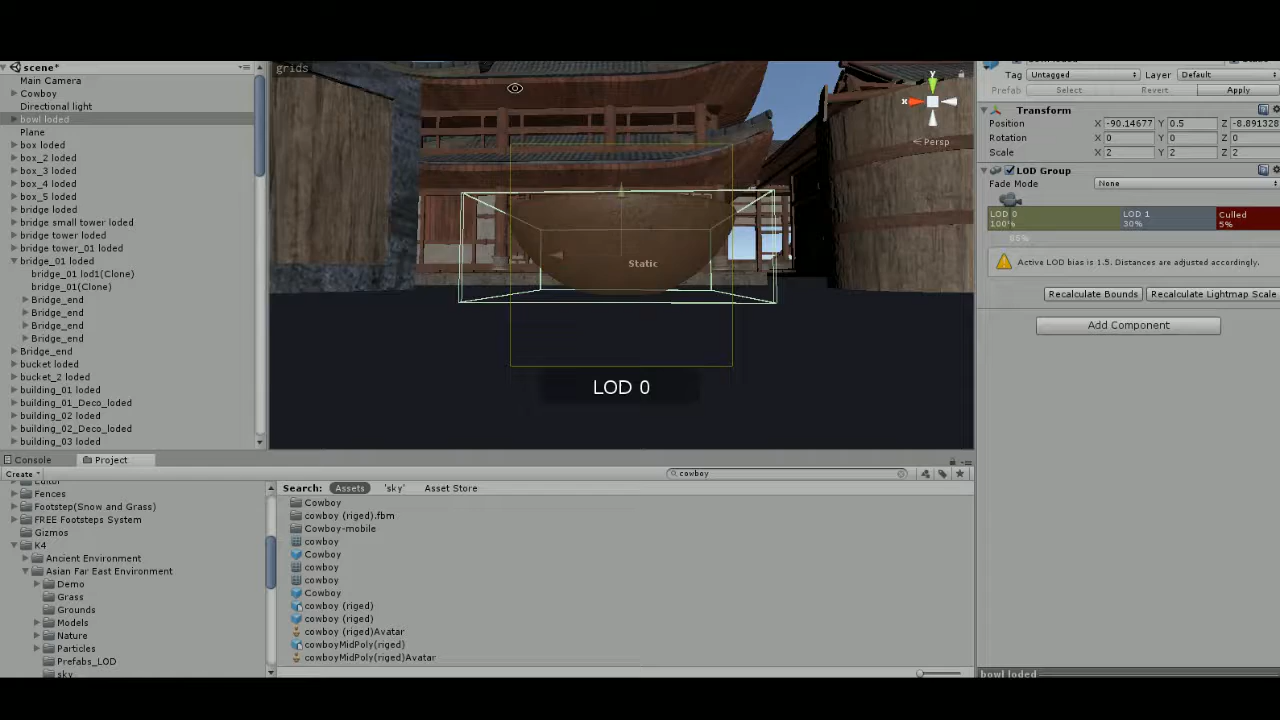 scene*
Main Camera
Cowboy
Directional light
bowl loded
Plane
box loded
box_2 loded
box_3 loded
box_4 loded
box_5 loded
bridge loded
bridge small tower loded
bridge tower loded
bridge tower_01 loded
bridge_01 loded
bridge_01 lod1(Clone)
bridge_01(Clone)
Bridge_end
Bridge_end
Bridge_end
Bridge_end
Bridge_end
bucket loded
bucket_2 loded
building_01 loded
building_01_Deco_loded
building_02 loded
building_02_Deco_loded
building_03 loded
grids
y
x
Persp
Static
LOD 0
Tag Untagged Layer Default
Prefab Select Revert Apply
Transform
Position X -90.14677 Y 0.5 Z -8.891328
Rotation X 0 Y 0 Z 0
Scale X 2 Y 2 Z 2
LOD Group
Fade Mode None
LOD 0 LOD 1 Culled
100% 30% 5%
Active LOD bias is 1.5. Distances are adjusted accordingly.
Recalculate Bounds Recalculate Lightmap Scale
Add Component
Console Project
Create cowboy
Fences
Footstep(Snow and Grass)
FREE Footsteps System
Gizmos
K4
Ancient Environment
Asian Far East Environment
Demo
Grass
Grounds
Models
Nature
Particles
Prefabs_LOD
sky
Search: Assets 'sky' Asset Store
Cowboy
cowboy (riged).fbm
Cowboy-mobile
cowboy
Cowboy
cowboy
cowboy
Cowboy
cowboy (riged)
cowboy (riged)
cowboy (riged)Avatar
cowboyMidPoly(riged)
cowboyMidPoly(riged)Avatar
bowl loded